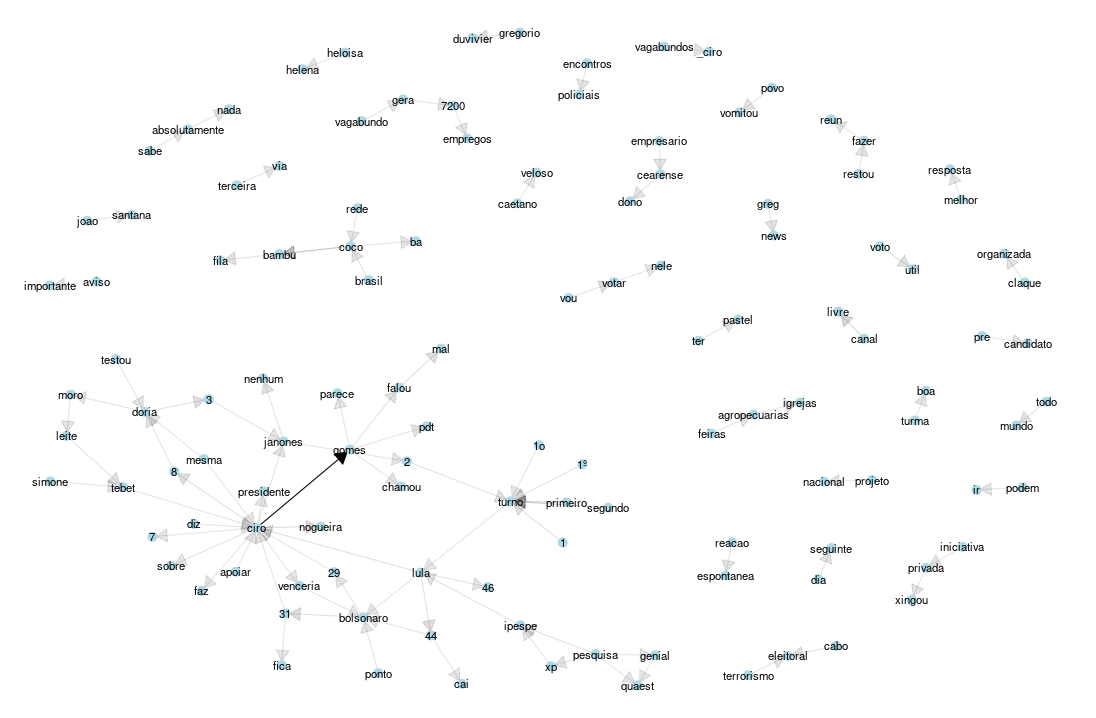 duvivier gregorio
vagabundos _ciro
heloisa
helena
encontros
policiais
povo
vomitou
nada
absolutamente
sabe
gera
vagabundo
7200
empregos
reun
fazer
restou
empresario
cearense
dono
veloso
caetano
via
terceira
resposta
melhor
joao santana
rede
coco
ba
bambu
fila
brasil
greg
news
voto
util
organizada
claque
importante aviso
nele
votar
vou
pastel
ter
livre
canal
pre candidato
testou
moro
doria
3
leite
nenhum
janones
parece
mal
falou
gomes
pdt
2
chamou
boa
turma
todo
mundo
igrejas
agropecuarias
feiras
simone
tebet
8
mesma
presidente
1o
1º
turno
primeiro
segundo
1
nacional projeto
ir podem
diz
ciro
nogueira
7
sobre
faz
apoiar
venceria
29
lula
46
31
bolsonaro
44
fica
ponto
cai
ipespe
xp
pesquisa
genial
quaest
reacao
espontanea
seguinte
dia
iniciativa
privada
xingou
cabo
eleitoral
terrorismo